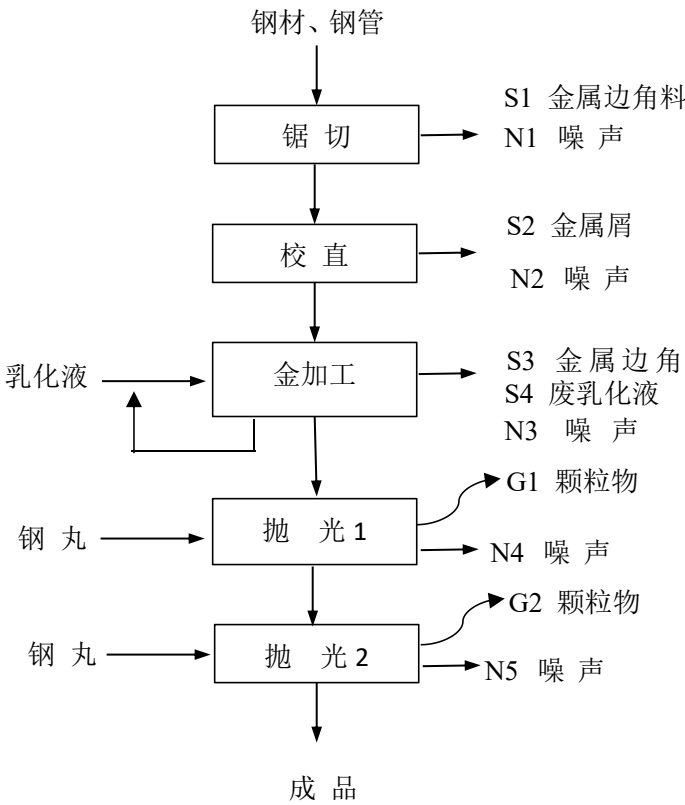 钢材、钢管
S1 金属边角料
锯 切
N1 噪 声
S2 金属屑
校 直
N2 噪 声
乳化液
金加工
S3 金属边角
S4 废乳化液
N3 噪 声
G1 颗粒物
钢 丸
抛 光1
N4 噪 声
G2 颗粒物
钢 丸
抛 光2
N5 噪 声
成 品